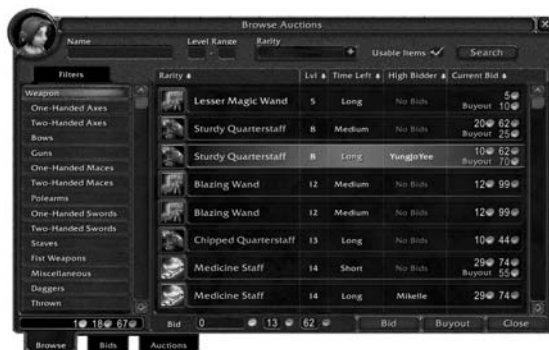 Browse Auctions
Name Level Range Rarity
Usable Items Search
Filters
Rarity Lvl Time Left High Bidder Current Bid
Weapon
One-Handed Axes
Two-Handed Axes
Bows
Guns
One-Handed Maces
Two-Handed Maces
Polearms
One-Handed Swords
Two-Handed Swords
Staves
Fist Weapons
Miscellaneous
Daggers
Thrown
Lesser Magic Wand 5 Long No Bids 5
Buyout 10
Sturdy Quarterstaff 8 Medium No Bids 20 62
Buyout 25
Sturdy Quarterstaff 8 Long YungJoYee 10 62
Buyout 70
Blazing Wand 12 Medium No Bids 12 99
Blazing Wand 12 Medium No Bids 12 99
Chipped Quarterstaff 13 Long No Bids 10 44
Medicine Staff 14 Short No Bids 29 74
Buyout 55
Medicine Staff 14 Long Mikelle 29 74
1 18 67 Bid 0 13 62 Bid Buyout Close
Browse Bids Auctions